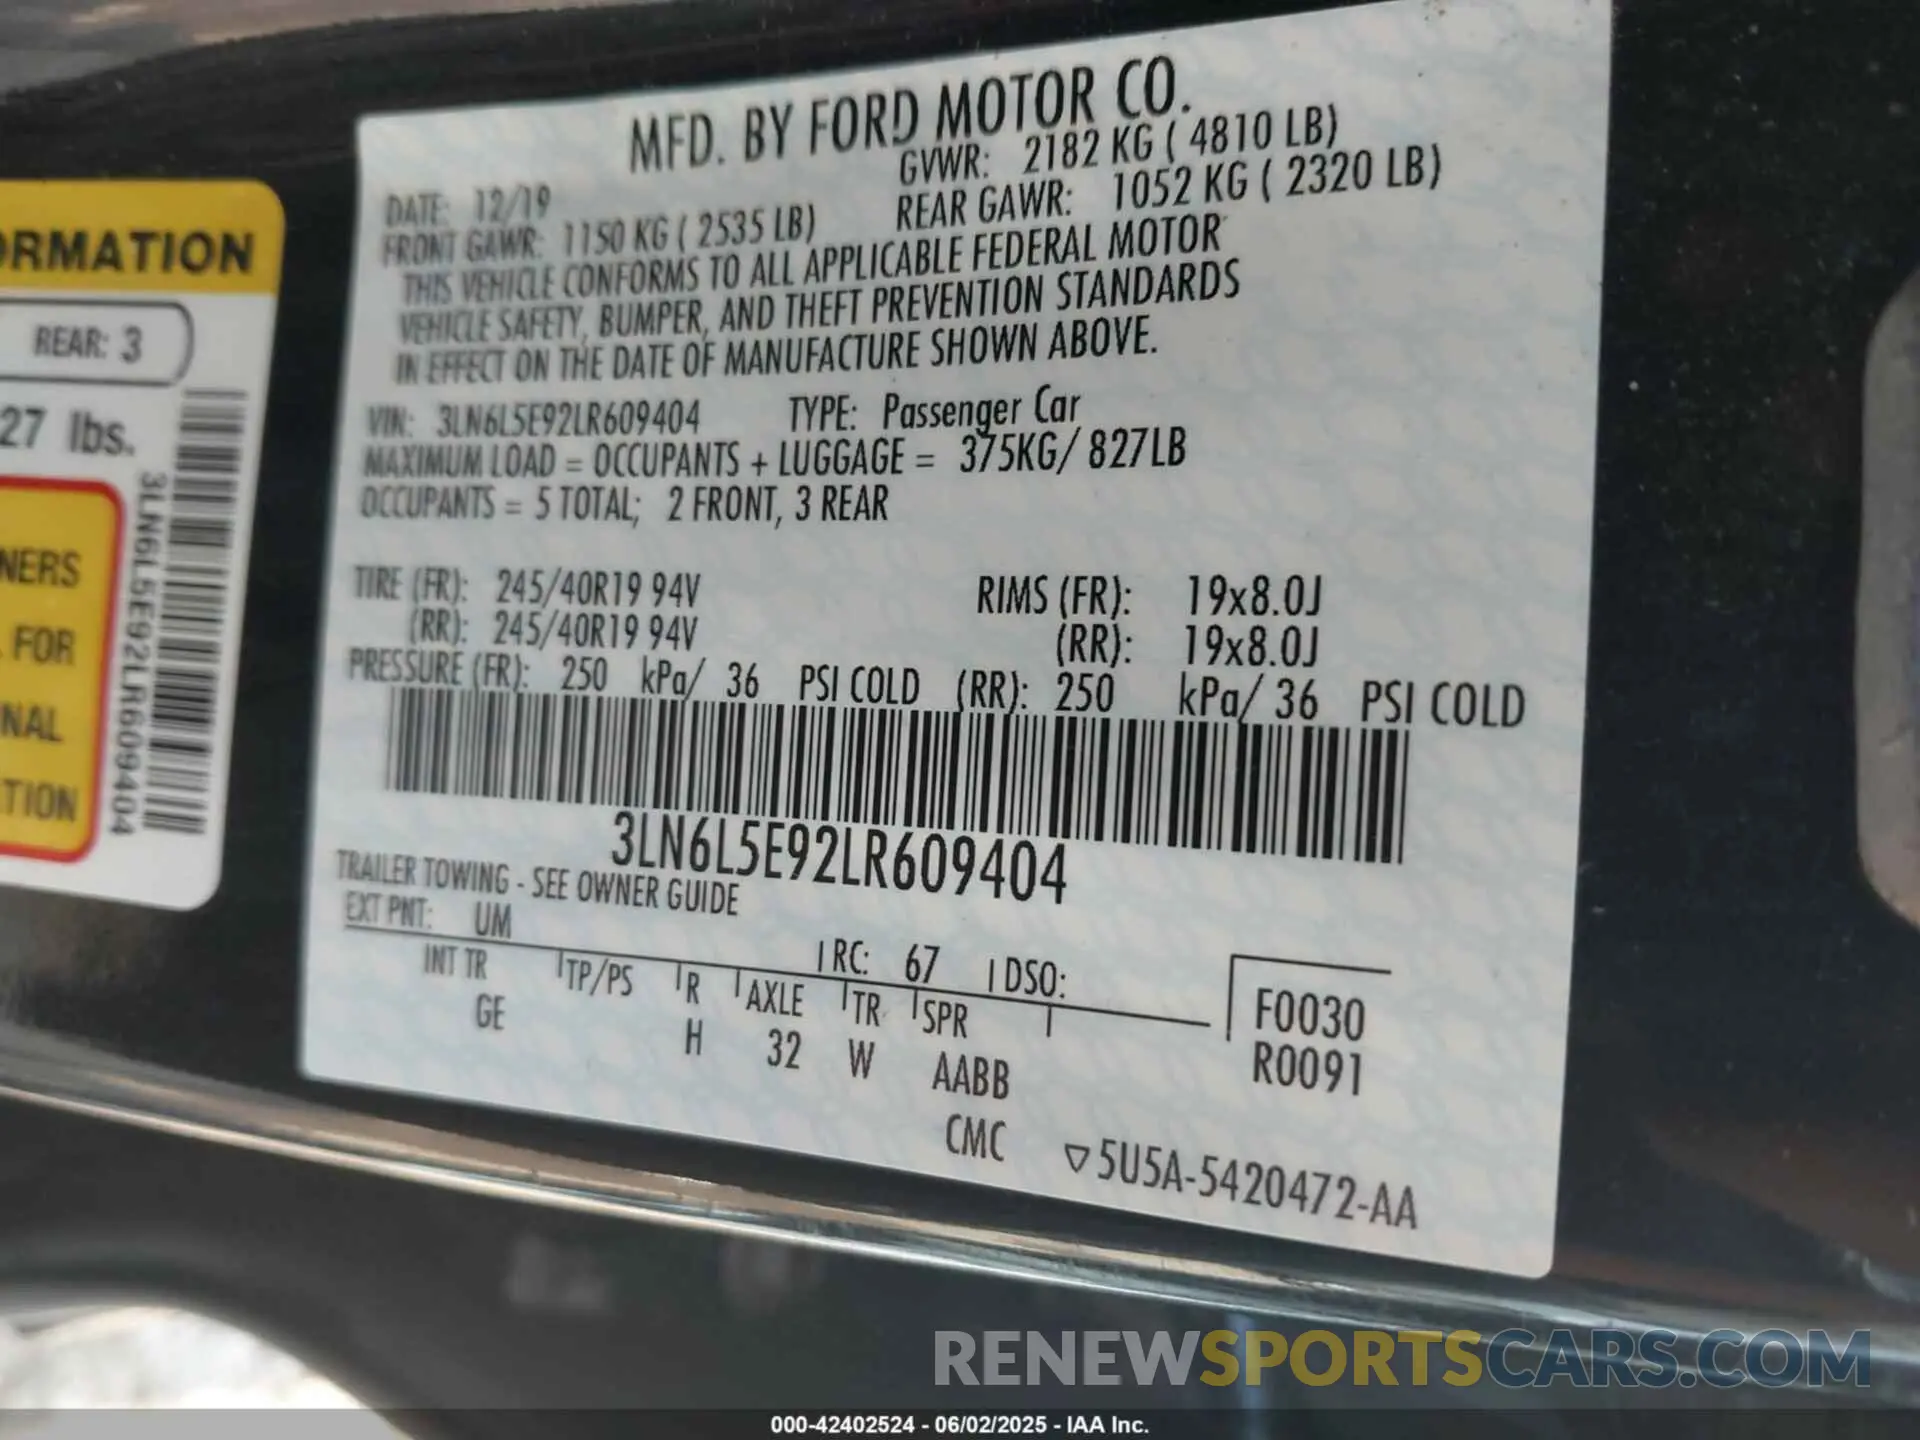 MFD. BY FORD MOTOR CO.
DATE: 12/19
GVWR: 2182 KG ( 4810 LB)
FRONT GAWR: 1150 KG ( 2535 LB)
REAR GAWR: 1052 KG ( 2320 LB)
THIS VEHICLE CONFORMS TO ALL APPLICABLE FEDERAL MOTOR
VEHICLE SAFETY, BUMPER, AND THEFT PREVENTION STANDARDS
IN EFFECT ON THE DATE OF MANUFACTURE SHOWN ABOVE.
VIN: 3LN6L5E92LR609404 TYPE: Passenger Car
MAXIMUM LOAD = OCCUPANTS + LUGGAGE = 375KG/ 827LB
OCCUPANTS = 5 TOTAL; 2 FRONT, 3 REAR
TIRE (FR): 245/40R19 94V RIMS (FR): 19x8.0J
(RR): 245/40R19 94V (RR): 19x8.0J
PRESSURE (FR): 250 kPa/ 36 PSI COLD (RR): 250 kPa/ 36 PSI COLD
3LN6L5E92LR609404
TRAILER TOWING - SEE OWNER GUIDE
EXT PNT: UM RC: 67 DSO:
INT TR TP/PS R AXLE TR SPR
GE H 32 W AABB
CMC
F0030
R0091
▽5U5A-5420472-AA
ORMATION
REAR: 3
27 lbs.
NERS
FOR
NAL
TION
3LN6L5E92LR609404
RENEWSPORTSCARS.COM
000-42402524 - 06/02/2025 - IAA Inc.